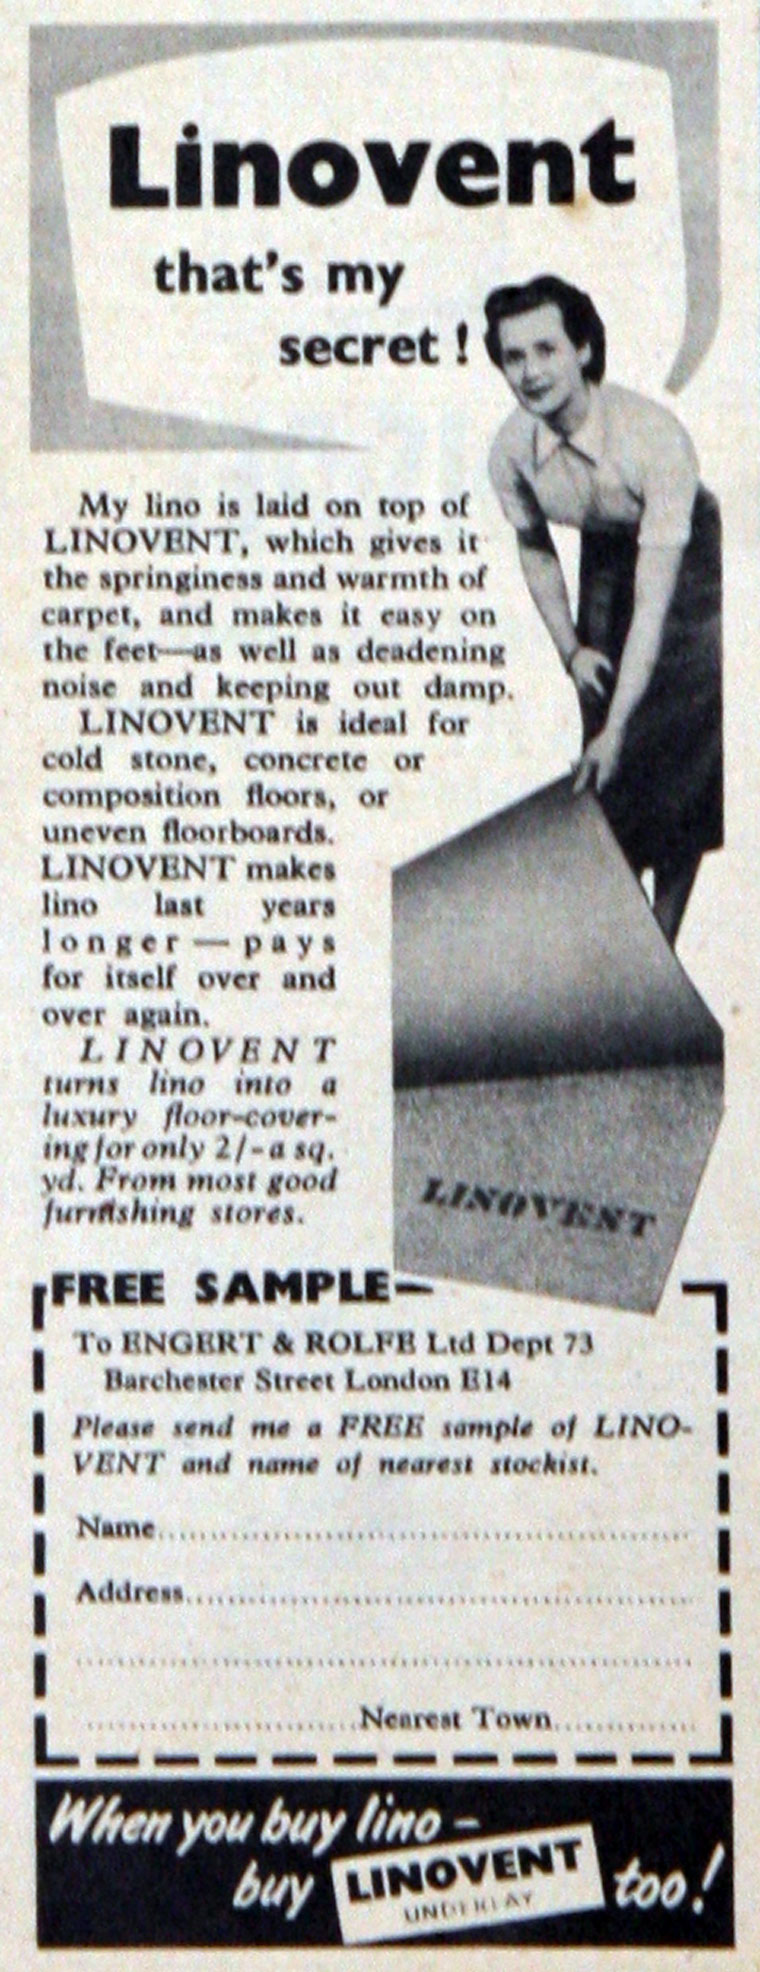 Linovent
that's my
secret!
My lino is laid on top of
LINOVENT, which gives it
the springiness and warmth of
carpet, and makes it easy on
the feet—as well as deadening
noise and keeping out damp.
LINOVENT is ideal for
cold stone, concrete or
composition floors, or
uneven floorboards.
LINOVENT makes
lino last years
longer—pays
for itself over and
over again.
LINOVENT
turns lino into a
luxury floor-cover-
ing for only 2/- a sq.
yd. From most good
furnishing stores.
LINOVENT
FREE SAMPLE—
To ENGERT & ROLFE Ltd Dept 73
Barchester Street London E14
Please send me a FREE sample of LINO-
VENT and name of nearest stockist.
Name
Address
Nearest Town
When you buy lino—
buy LINOVENT too!
UNDERLAY